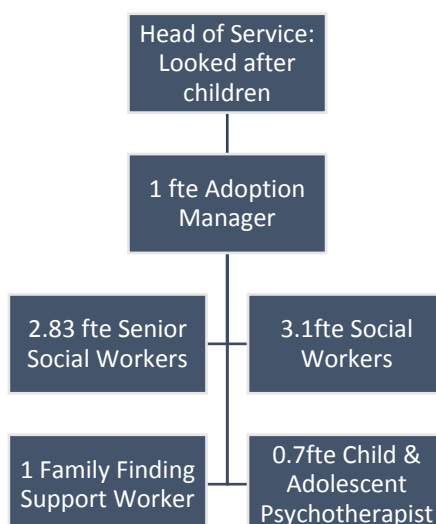 Head of Service:
Looked after
children
1 fte Adoption
Manager
2.83 fte Senior
Social Workers
3.1fte Social
Workers
1 Family Finding
Support Worker
0.7fte Child &
Adolescent
Psychotherapist